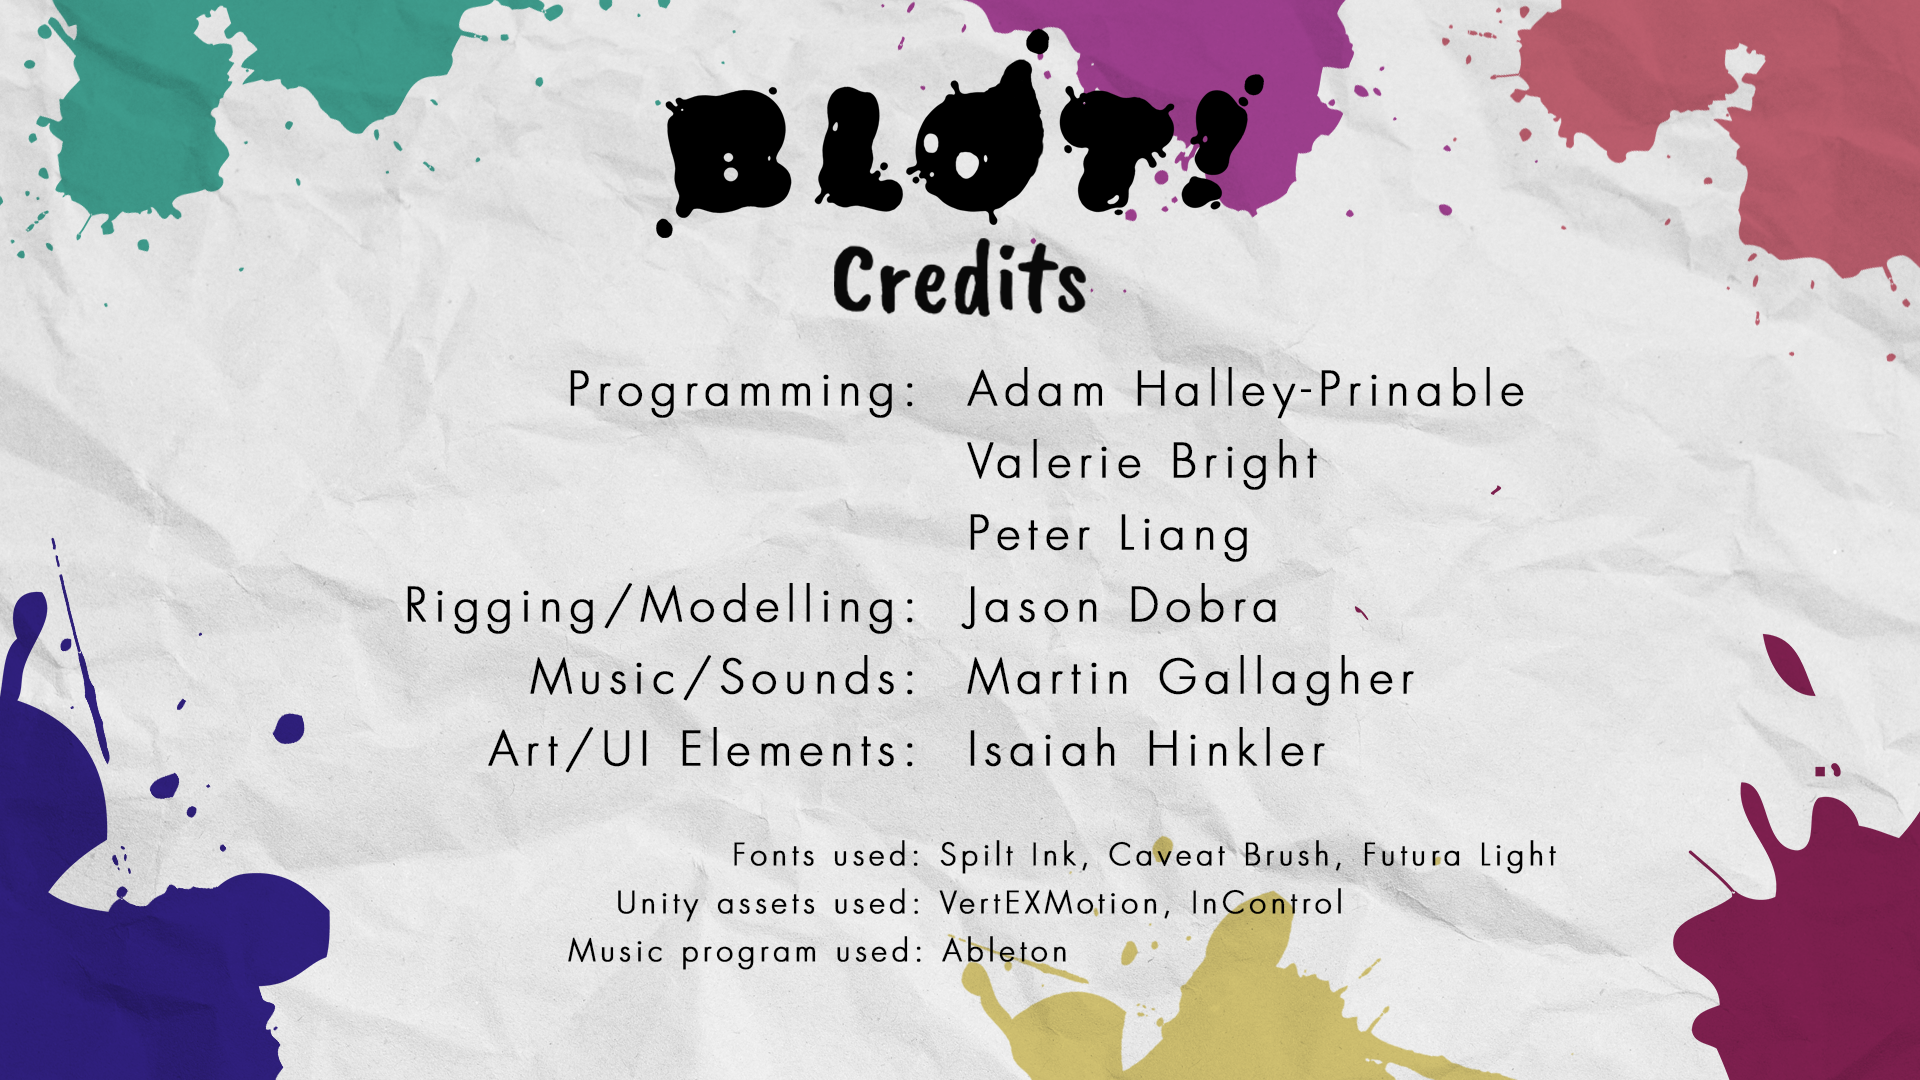 BLOT!
Credits
Programming: Adam Halley-Prinable
Valerie Bright
Peter Liang
Rigging/Modelling: Jason Dobra
Music/Sounds: Martin Gallagher
Art/UI Elements: Isaiah Hinkler
Fonts used: Spilt Ink, Caveat Brush, Futura Light
Unity assets used: VertEXMotion, InControl
Music program used: Ableton